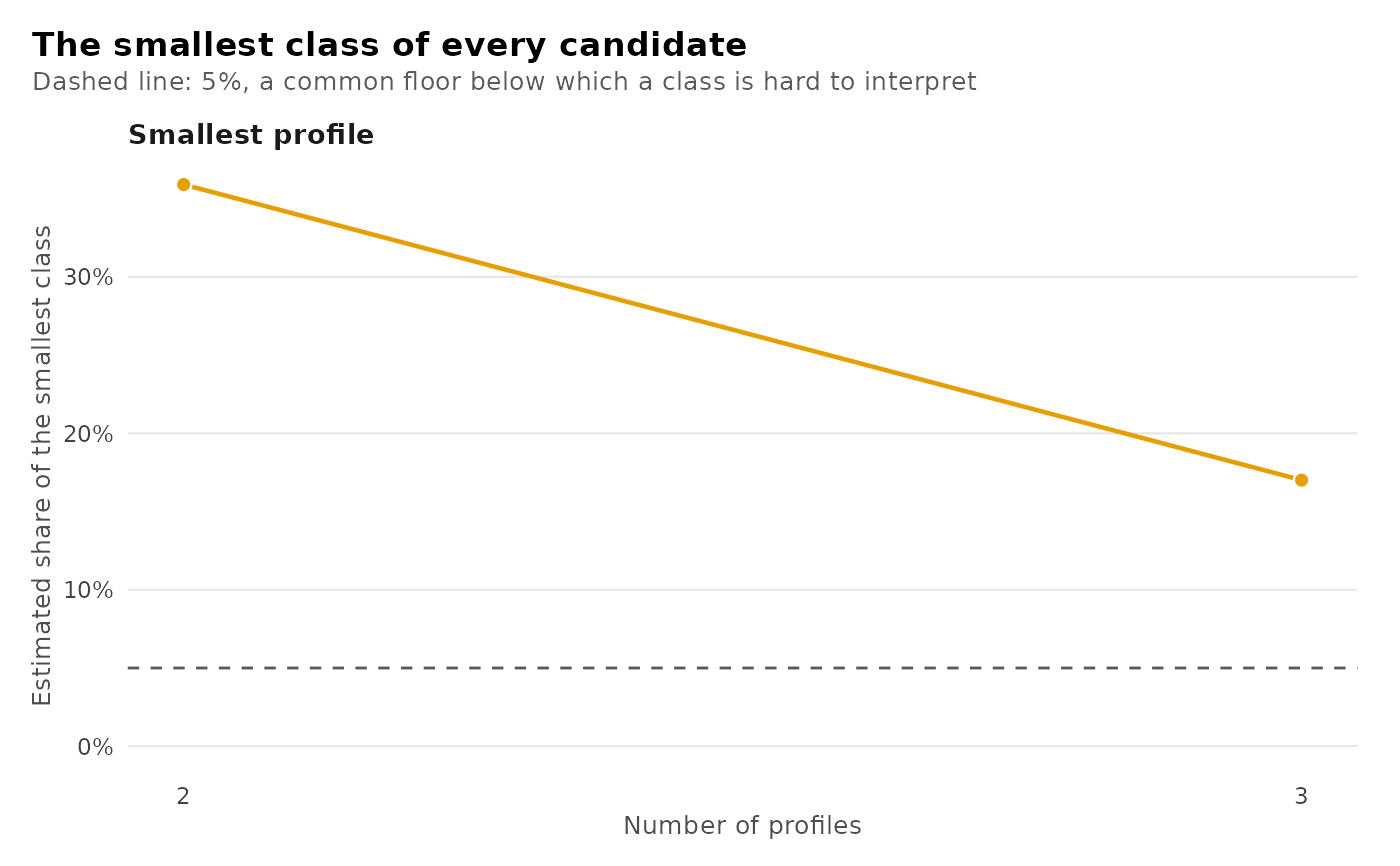 The smallest class of every candidate
Dashed line: 5%, a common floor below which a class is hard to interpret
Smallest profile
Estimated share of the smallest class
30%
20%
10%
0%
2
3
Number of profiles